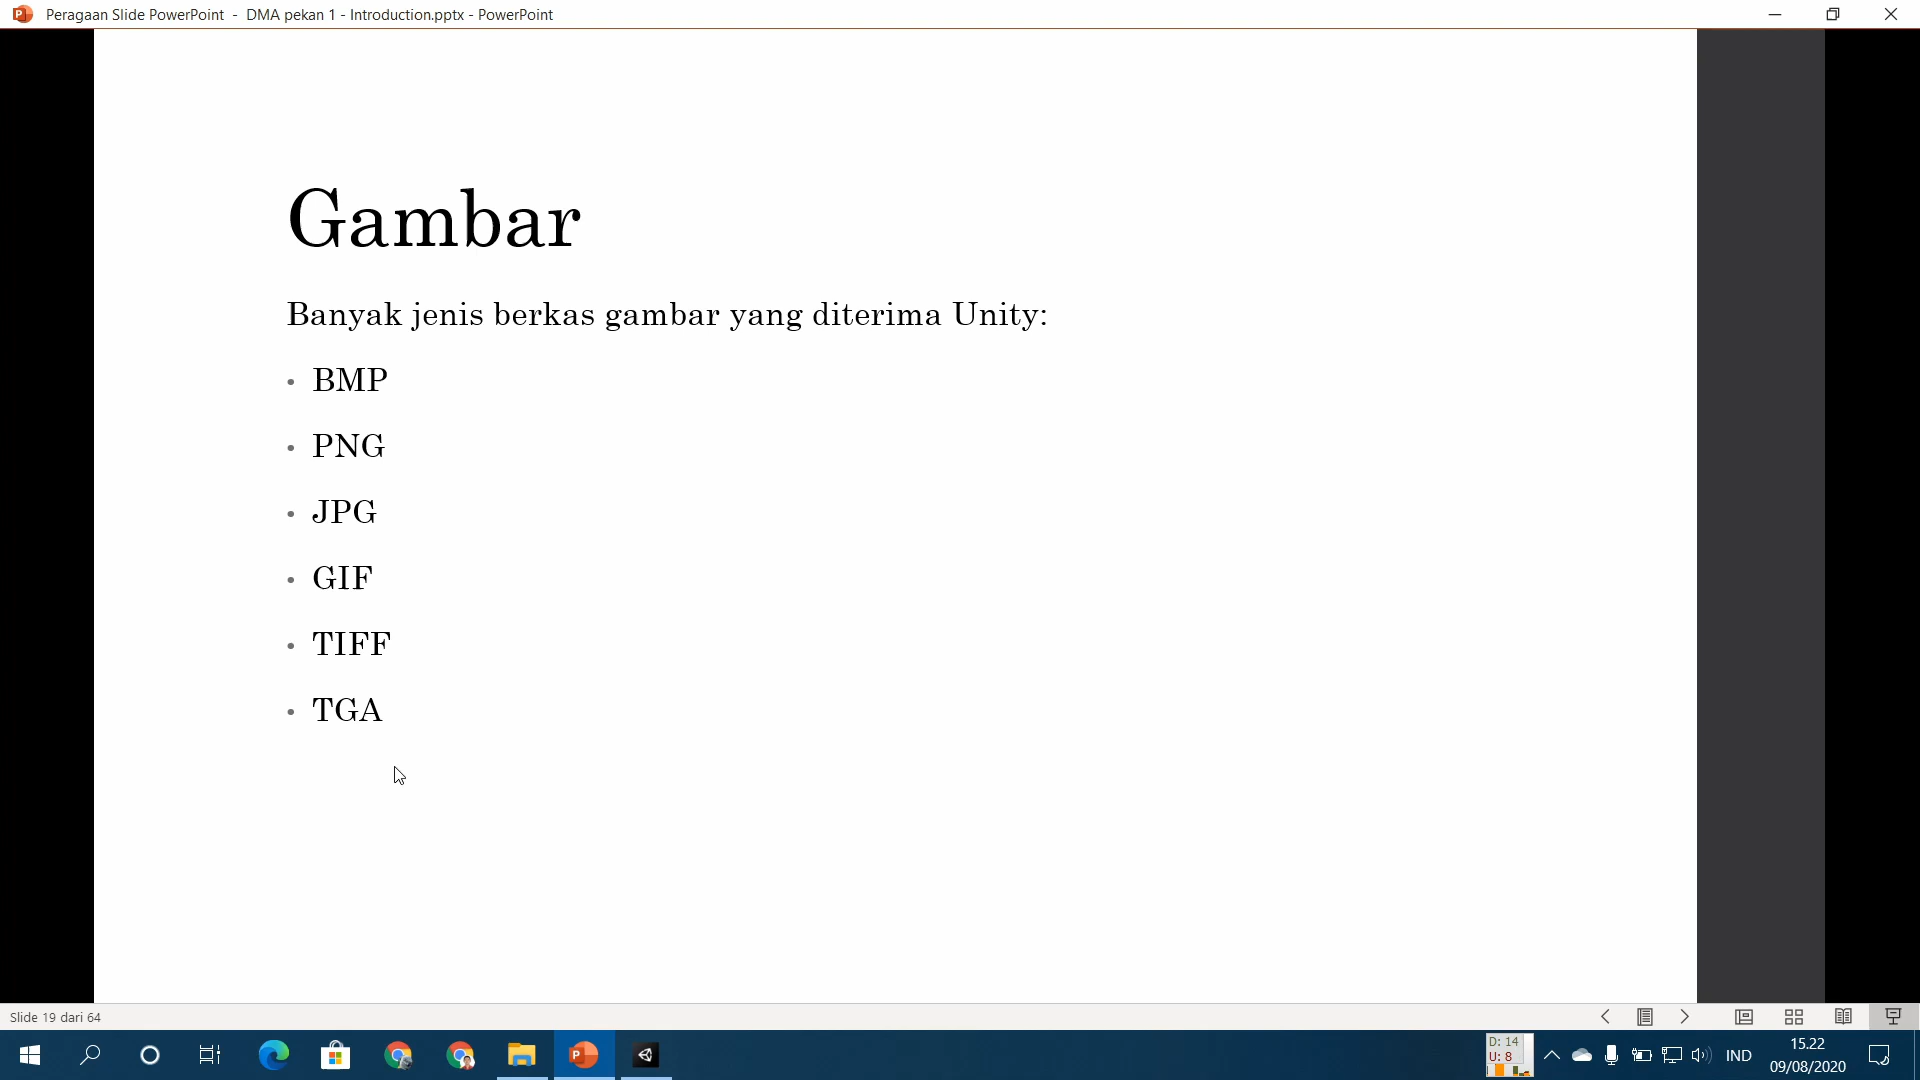 Peragaan Slide PowerPoint - DMA pekan 1 - Introduction.pptx - PowerPoint
Gambar
Banyak jenis berkas gambar yang diterima Unity:
• BMP
• PNG
• JPG
• GIF
• TIFF
• TGA
Slide 19 dari 64
D: 14
U: 8
IND
15.22
09/08/2020